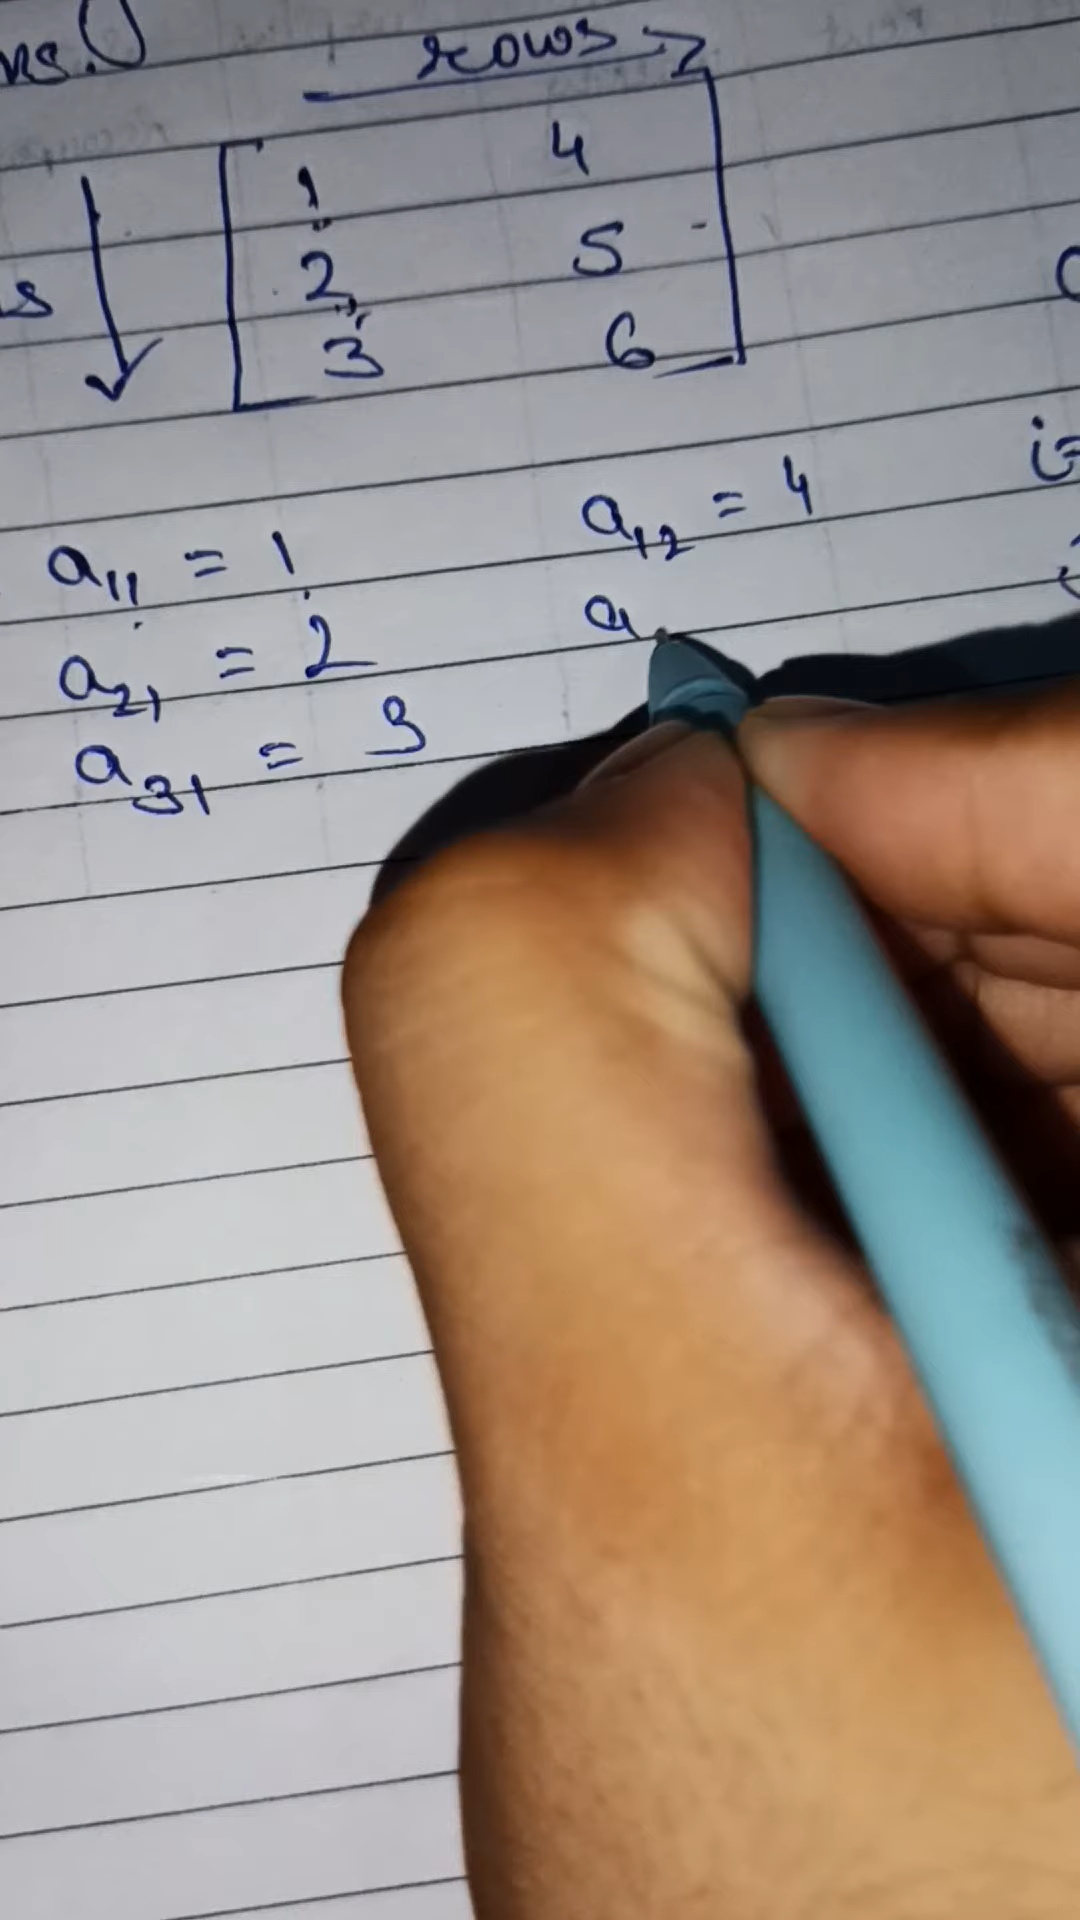 rows →
1 4
2 5
3 6
a₁₁ = 1 a₁₂ = 4
a₂₁ = 2 a
a₃₁ = 3